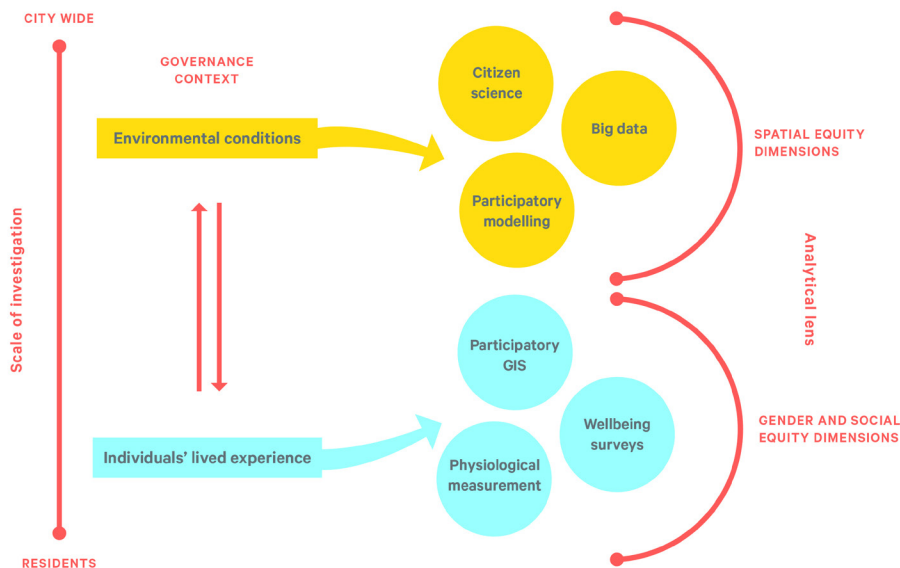 CITY WIDE
GOVERNANCE
CONTEXT
Environmental conditions
Citizen
science
Big data
Participatory
modelling
SPATIAL EQUITY
DIMENSIONS
Scale of investigation
Analytical lens
Participatory
GIS
Wellbeing
surveys
Individuals’ lived experience
Physiological
measurement
GENDER AND SOCIAL
EQUITY DIMENSIONS
RESIDENTS